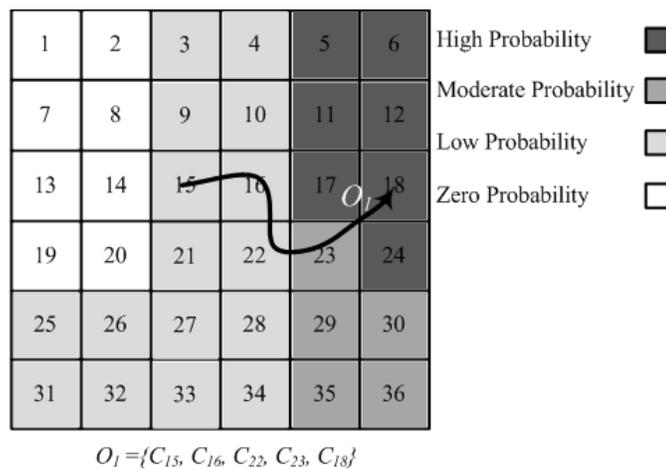 1 2 3 4 5 6 High Probability
7 8 9 10 11 12 Moderate Probability
Low Probability
13 14 15 16 17 18 Zero Probability
O1
19 20 21 22 23 24
25 26 27 28 29 30
31 32 33 34 35 36
O1 ={C15, C16, C22, C23, C18}